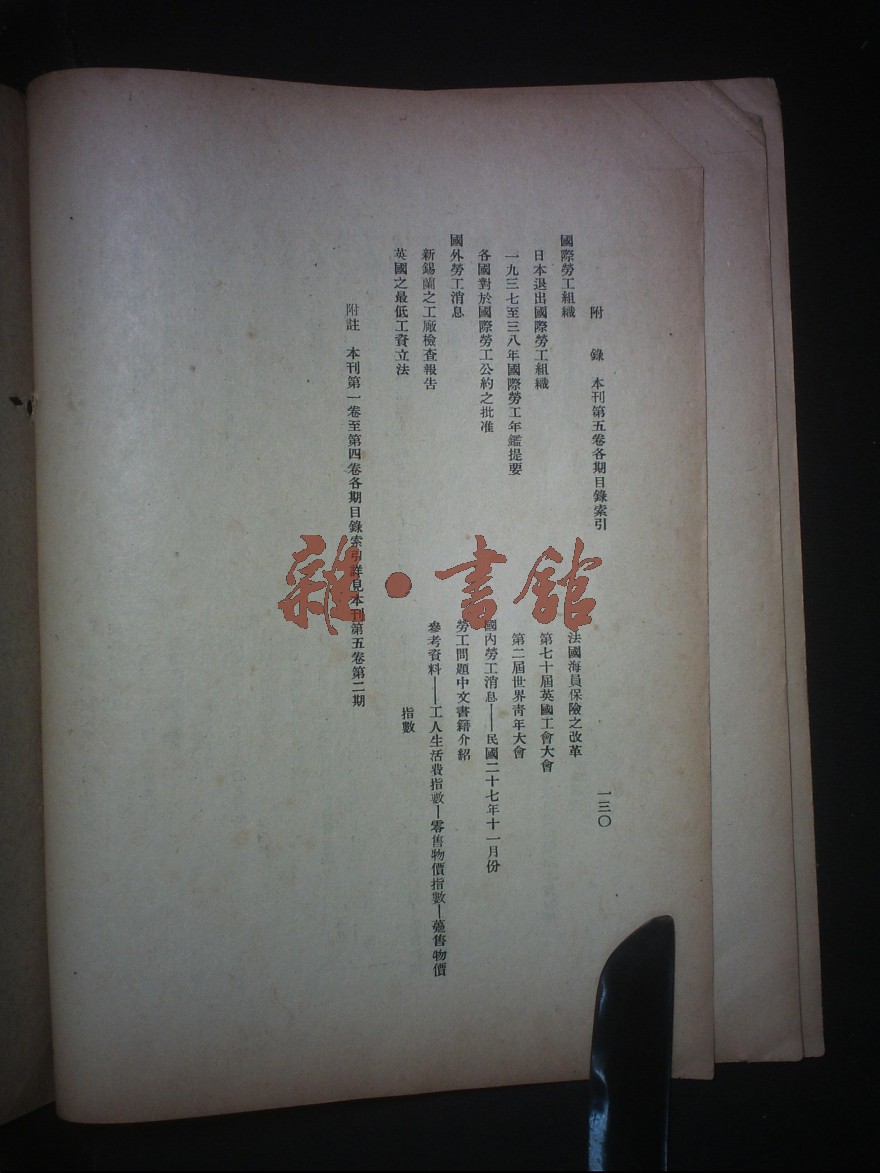 附錄 本刊第五卷各期目錄索引
一三〇
國際勞工組織
日本退出國際勞工組織
一九三七至三八年國際勞工年鑑提要
各國對於國際勞工公約之批准
國外勞工消息
新錫蘭之工廠檢查報告
英國之最低工資立法
法國海員保險之改革
第七十屆英國工會大會
第二屆世界靑年大會
國內勞工消息——民國二十七年十一月份
勞工問題中文書籍介紹
參考資料——工人生活費指數—零售物價指數—躉售物價
指數
附註 本刊第一卷至第四卷各期目錄索引詳見本刊第五卷第二期
雜·書館